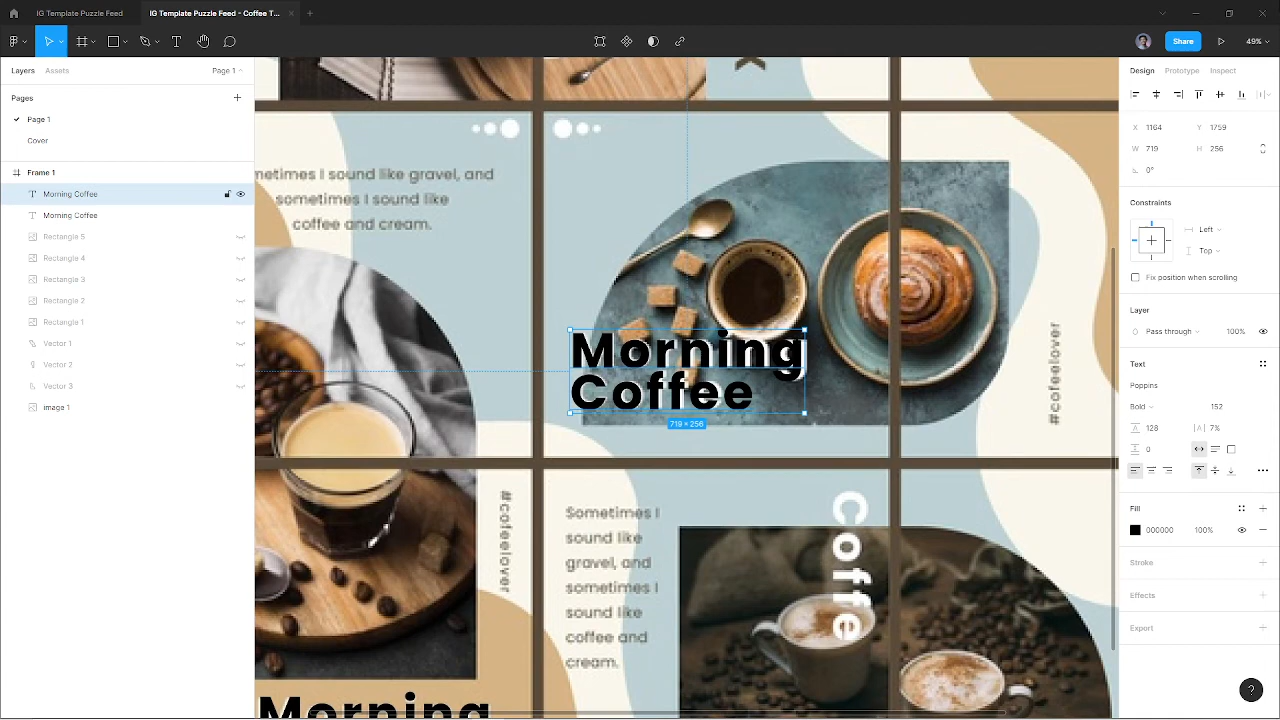 IG Template Puzzle Feed
IG Template Puzzle Feed - Coffee T...
Share
49%
Layers
Assets
Page 1
Pages
Page 1
Cover
Frame 1
Morning Coffee
Morning Coffee
Rectangle 5
Rectangle 4
Rectangle 3
Rectangle 2
Rectangle 1
Vector 1
Vector 2
Vector 3
image 1
metimes I sound like gravel, and
sometimes I sound like
coffee and cream.
Morning
Coffee
719 × 256
#cofeelover
#cofeelover
Sometimes I
sound like
gravel, and
sometimes I
sound like
coffee and
cream.
Coffe
Morning
Design
Prototype
Inspect
X 1164
Y 1759
W 719
H 256
0°
Constraints
Left
Top
Fix position when scrolling
Layer
Pass through
100%
Text
Poppins
Bold
152
128
7%
0
Fill
000000
100%
Stroke
Effects
Export
?